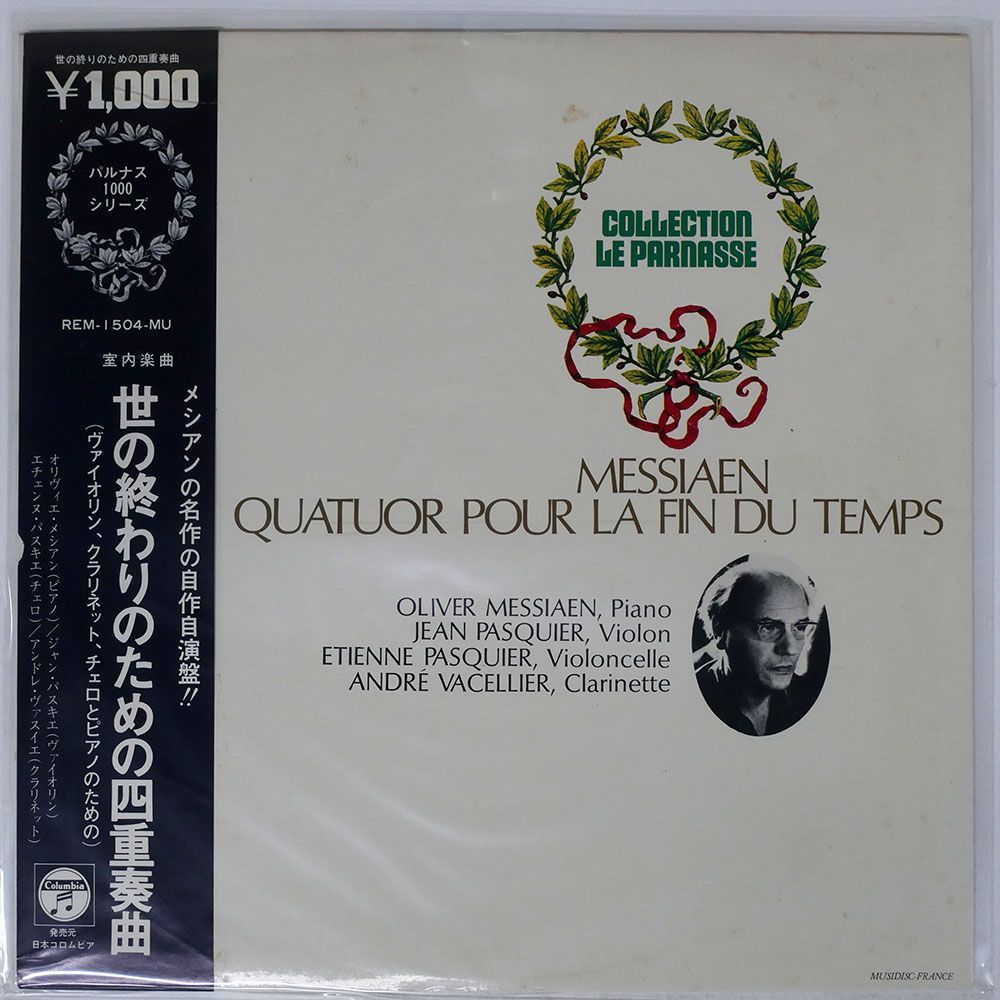 世の終りのための四重奏曲
¥1,000
パルナス
1000
シリーズ
REM-1504-MU
室内楽曲
メシアンの名作の自作自演盤!!
世の終わりのための四重奏曲
(ヴァイオリン、クラリネット、チェロとピアノのための)
オリヴィエ・メシアン(ピアノ)/ジャン・パスキエ(ヴァイオリン)
エチェンヌ・パスキエ(チェロ)/アンドレ・ヴァスイエ(クラリネット)
Columbia
発売元
日本コロムビア
COLLECTION
LE PARNASSE
MESSIAEN
QUATUOR POUR LA FIN DU TEMPS
OLIVER MESSIAEN, Piano
JEAN PASQUIER, Violon
ETIENNE PASQUIER, Violoncelle
ANDRÉ VACELLIER, Clarinette
MUSIDISC-FRANCE